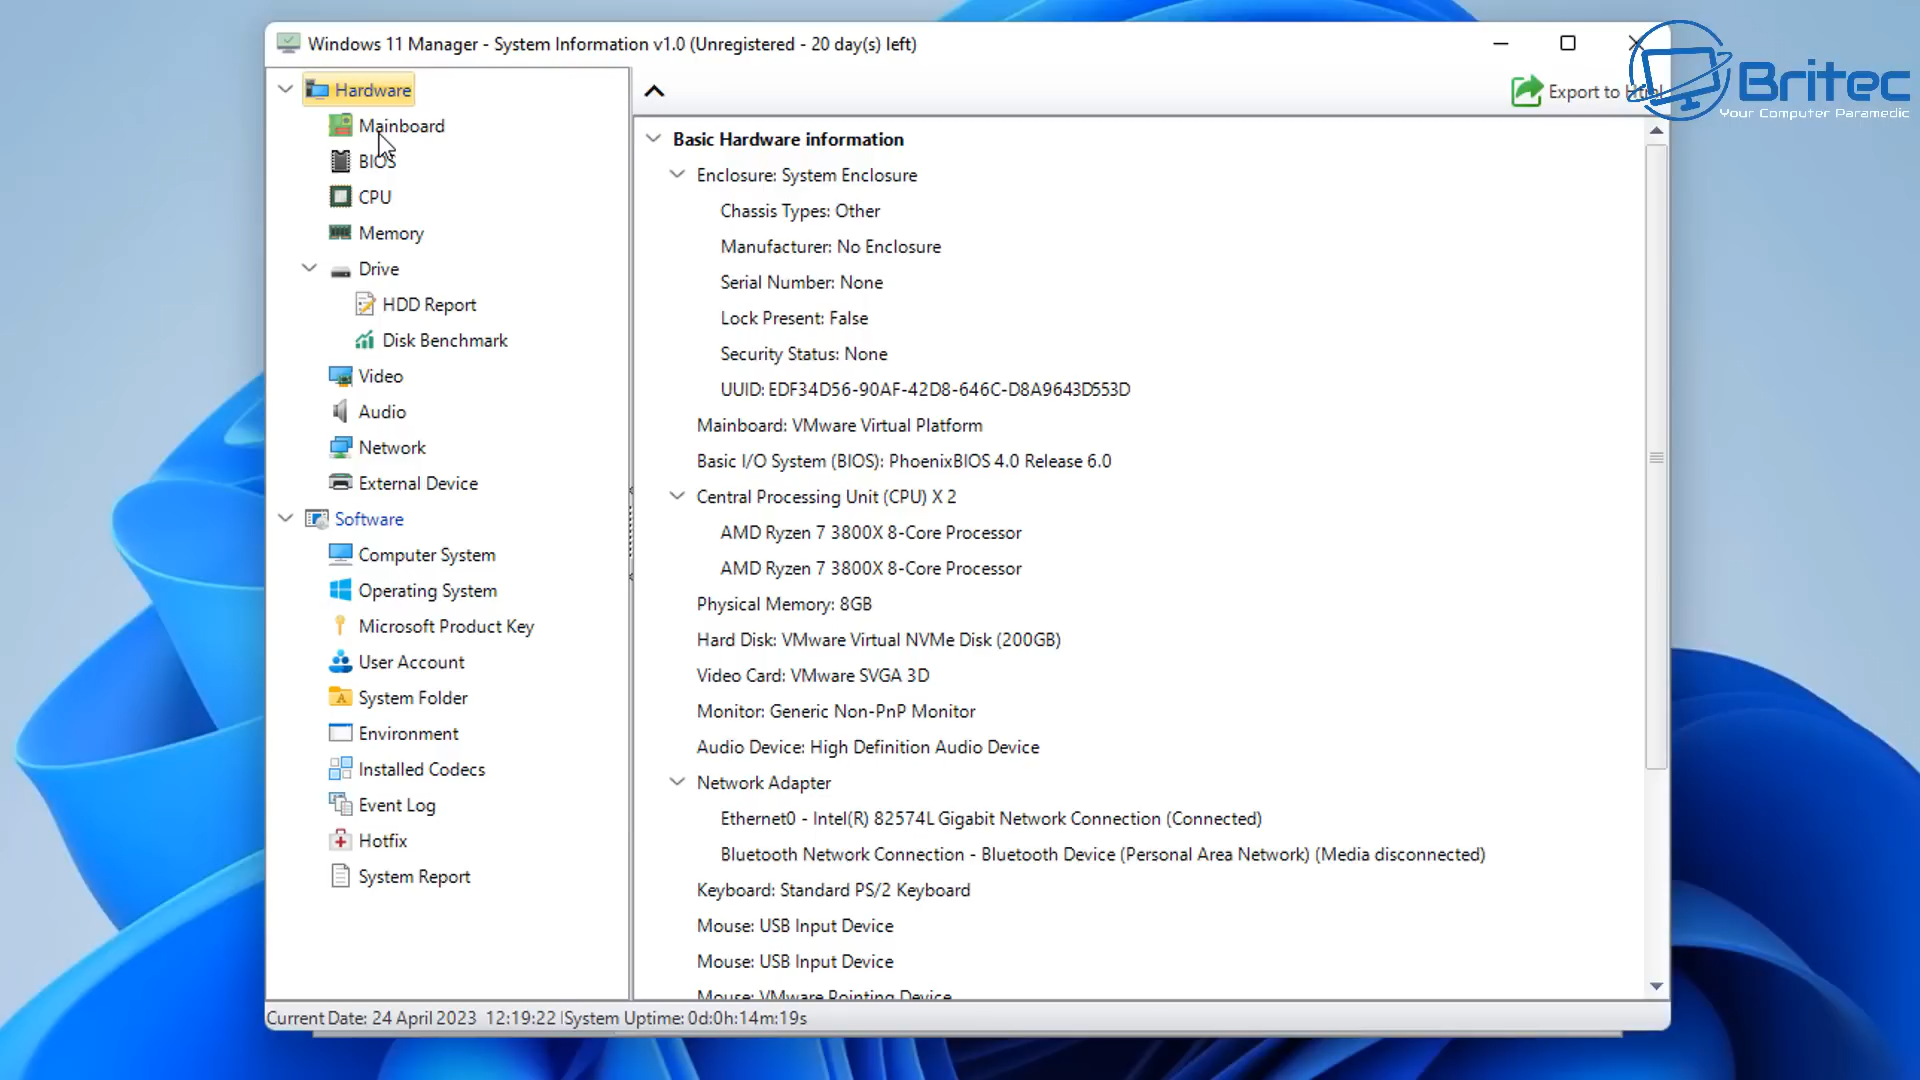 Windows 11 Manager - System Information v1.0 (Unregistered - 20 day(s) left)
Britec
Your Computer Paramedic
Hardware
Mainboard
BIOS
CPU
Memory
Drive
HDD Report
Disk Benchmark
Video
Audio
Network
External Device
Software
Computer System
Operating System
Microsoft Product Key
User Account
System Folder
Environment
Installed Codecs
Event Log
Hotfix
System Report
Export to Html
Basic Hardware information
Enclosure: System Enclosure
Chassis Types: Other
Manufacturer: No Enclosure
Serial Number: None
Lock Present: False
Security Status: None
UUID: EDF34D56-90AF-42D8-646C-D8A9643D553D
Mainboard: VMware Virtual Platform
Basic I/O System (BIOS): PhoenixBIOS 4.0 Release 6.0
Central Processing Unit (CPU) X 2
AMD Ryzen 7 3800X 8-Core Processor
AMD Ryzen 7 3800X 8-Core Processor
Physical Memory: 8GB
Hard Disk: VMware Virtual NVMe Disk (200GB)
Video Card: VMware SVGA 3D
Monitor: Generic Non-PnP Monitor
Audio Device: High Definition Audio Device
Network Adapter
Ethernet0 - Intel(R) 82574L Gigabit Network Connection (Connected)
Bluetooth Network Connection - Bluetooth Device (Personal Area Network) (Media disconnected)
Keyboard: Standard PS/2 Keyboard
Mouse: USB Input Device
Mouse: USB Input Device
Mouse: VMware Pointing Device
Current Date: 24 April 2023 12:19:22 System Uptime: 0d:0h:14m:19s